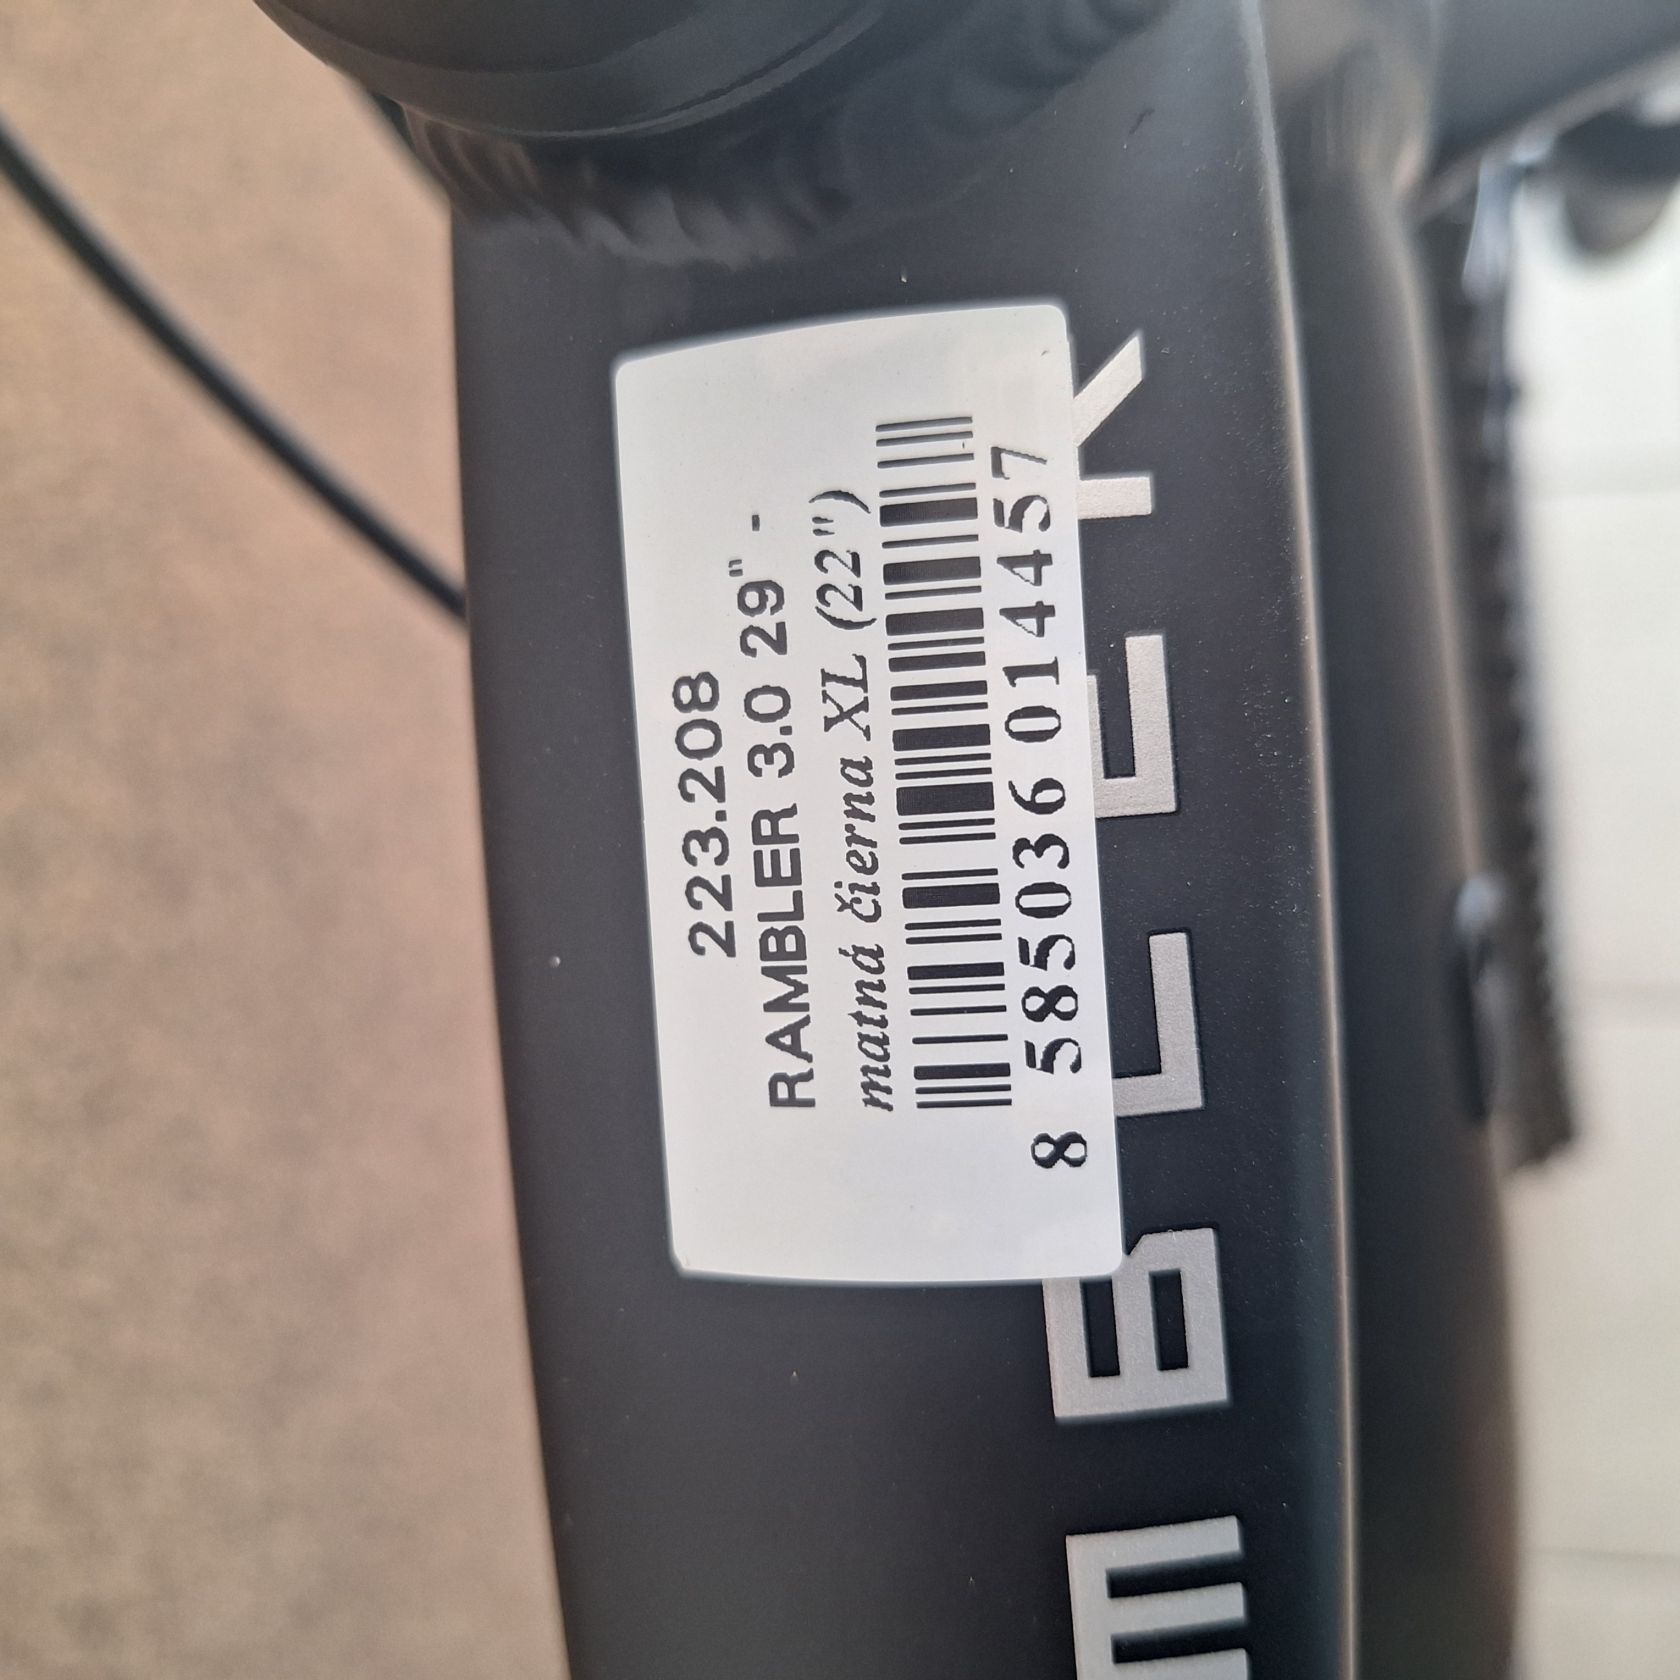 223.208
RAMBLER 3.0 29" -
matná čierna XL (22")
8 585036 014457